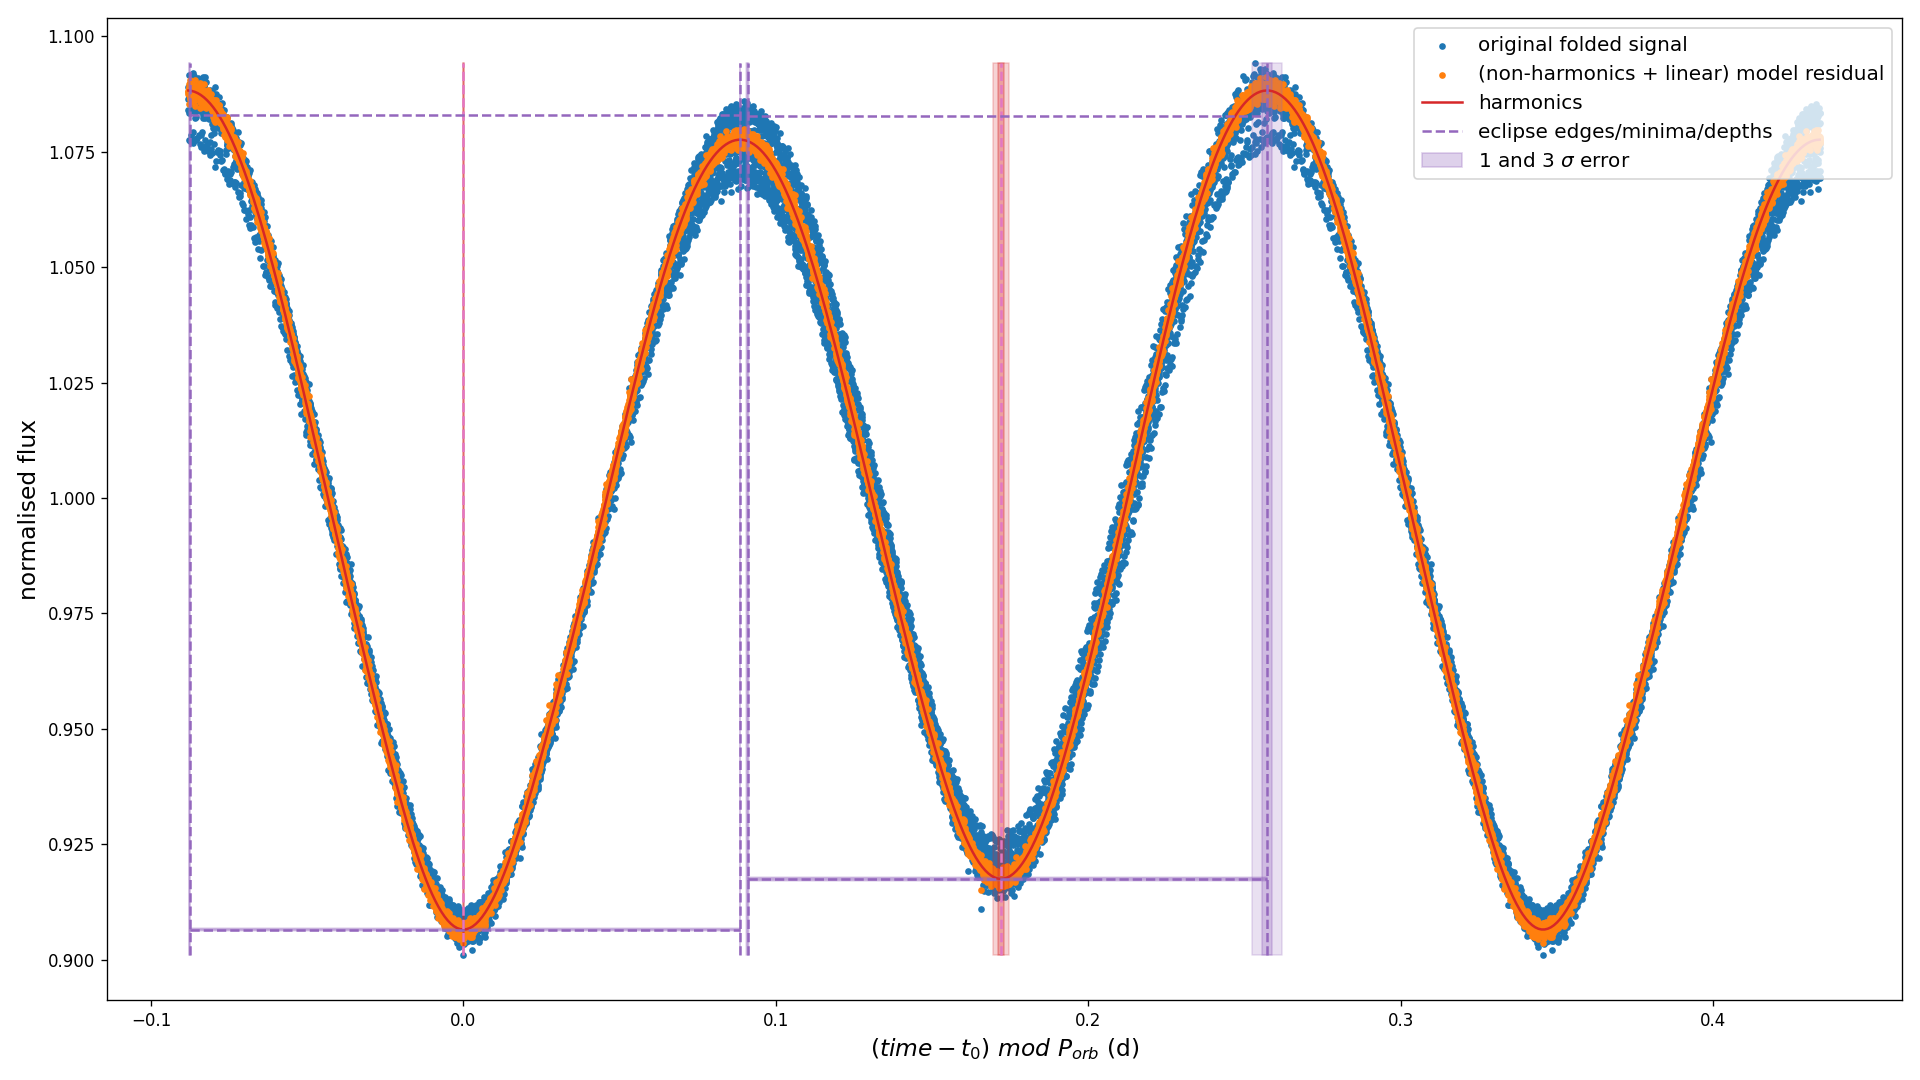 original folded signal
(non-harmonics + linear) model residual
harmonics
eclipse edges/minima/depths
1 and 3 σ error
normalised flux
1.100
1.075
1.050
1.025
1.000
0.975
0.950
0.925
0.900
−0.1 0.0 0.1 0.2 0.3 0.4
(time − t₀) mod Pₒᵣb (d)